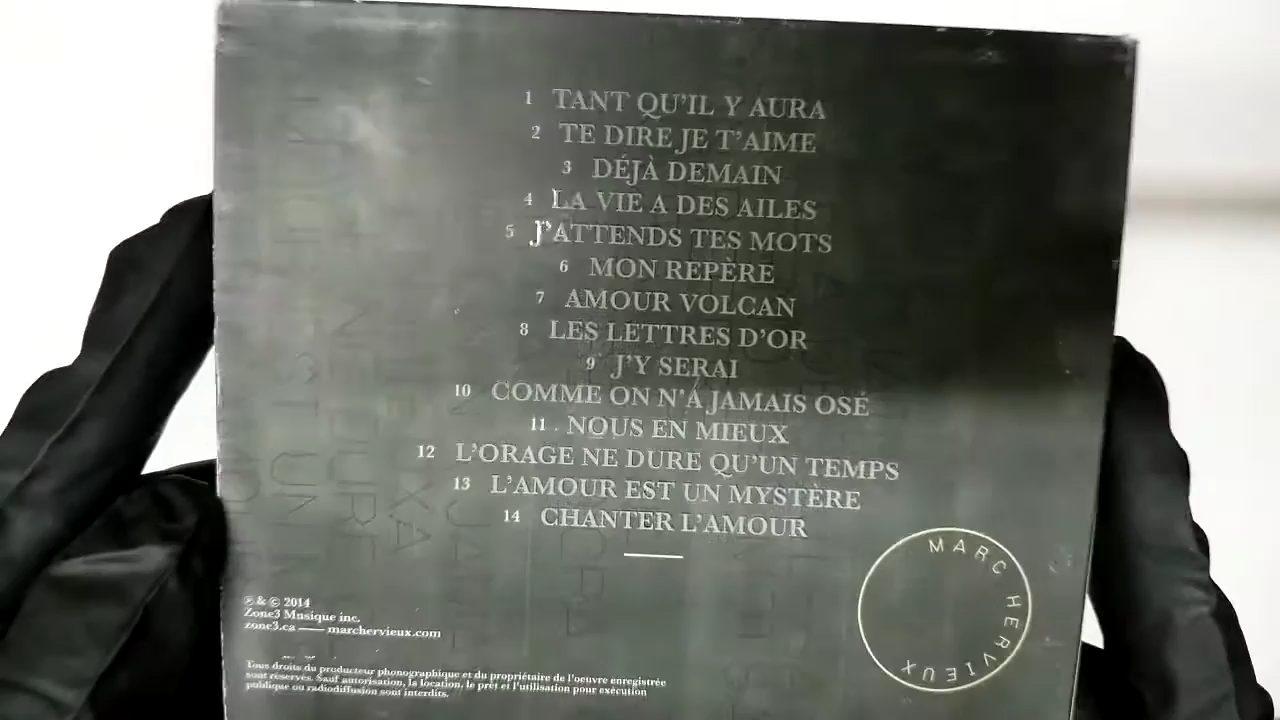 1 TANT QU'IL Y AURA
2 TE DIRE JE T'AIME
3 DÉJÀ DEMAIN
4 LA VIE A DES AILES
5 J'ATTENDS TES MOTS
6 MON REPÈRE
7 AMOUR VOLCAN
8 LES LETTRES D'OR
9 J'Y SERAI
10 COMME ON N'A JAMAIS OSÉ
11 NOUS EN MIEUX
12 L'ORAGE NE DURE QU'UN TEMPS
13 L'AMOUR EST UN MYSTÈRE
14 CHANTER L'AMOUR
MARC HERVIEUX
℗ & © 2014
Zone3 Musique inc.
zone3.ca — marchervieux.com
Tous droits du producteur phonographique et du propriétaire de l'oeuvre enregistrée
sont réservés. Sauf autorisation, la location, le prêt et l'utilisation pour exécution
publique ou radiodiffusion sont interdits.